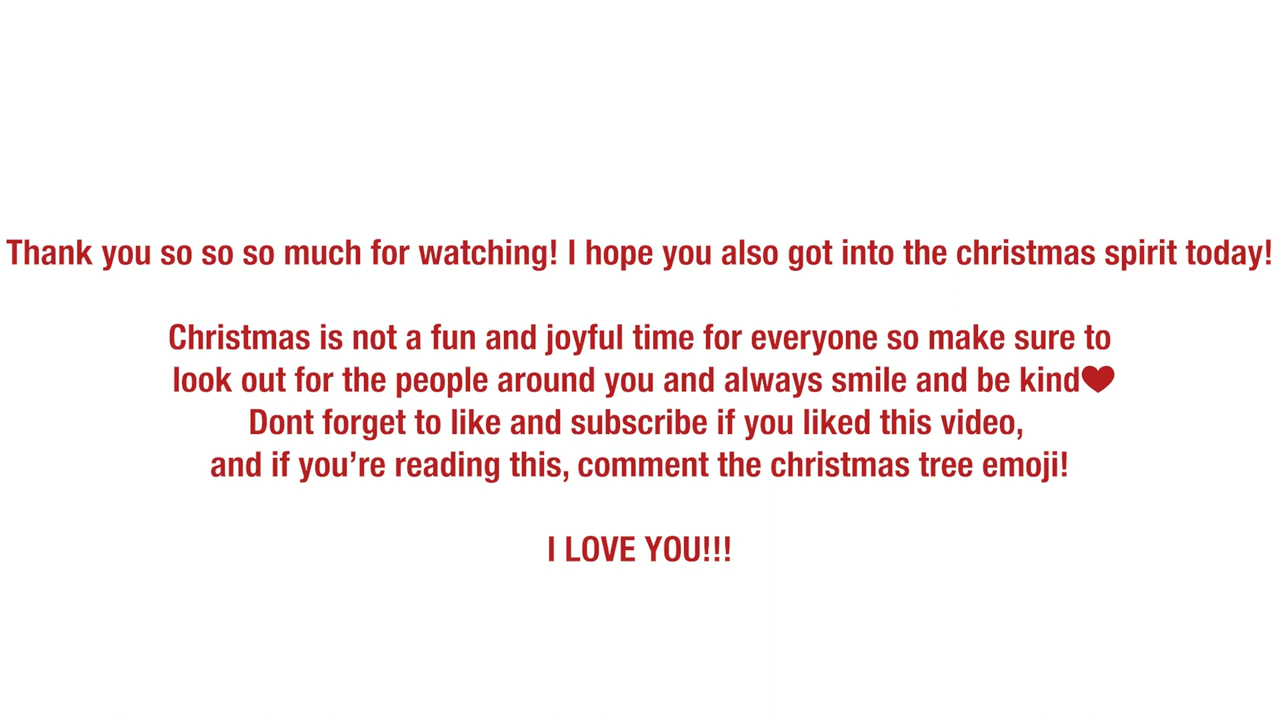 Thank you so so so much for watching! I hope you also got into the christmas spirit today!
Christmas is not a fun and joyful time for everyone so make sure to
look out for the people around you and always smile and be kind❤
Dont forget to like and subscribe if you liked this video,
and if you’re reading this, comment the christmas tree emoji!
I LOVE YOU!!!